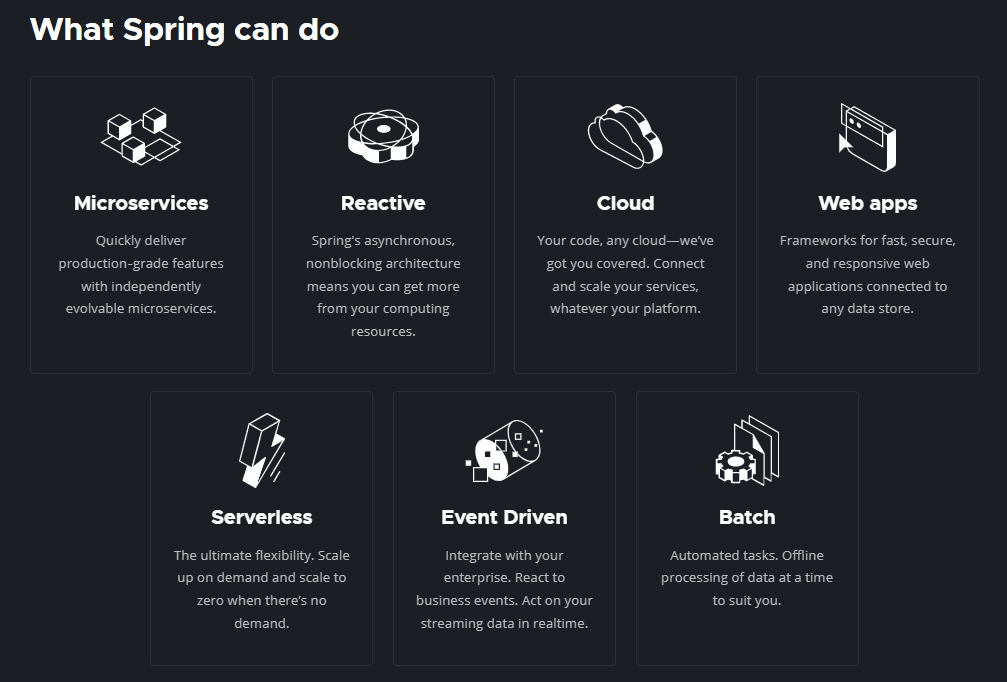 What Spring can do
Microservices
Quickly deliver
production-grade features
with independently
evolvable microservices.
Reactive
Spring's asynchronous,
nonblocking architecture
means you can get more
from your computing
resources.
Cloud
Your code, any cloud—we’ve
got you covered. Connect
and scale your services,
whatever your platform.
Web apps
Frameworks for fast, secure,
and responsive web
applications connected to
any data store.
Serverless
The ultimate flexibility. Scale
up on demand and scale to
zero when there’s no
demand.
Event Driven
Integrate with your
enterprise. React to
business events. Act on your
streaming data in realtime.
Batch
Automated tasks. Offline
processing of data at a time
to suit you.